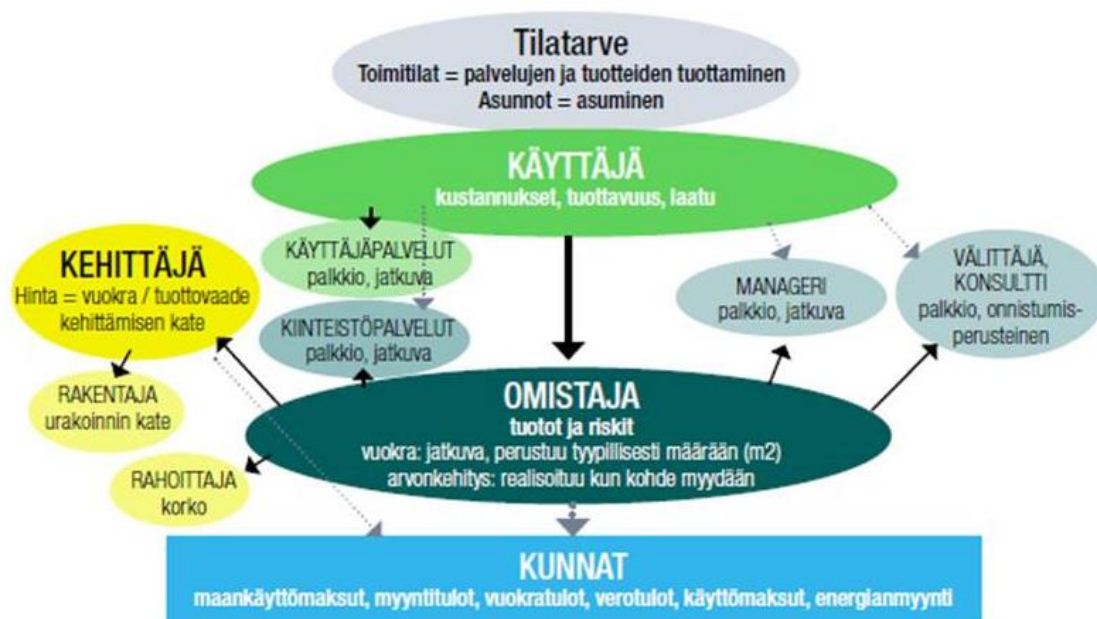 Tilatarve
Toimitilat = palvelujen ja tuotteiden tuottaminen
Asunnot = asuminen
KÄYTTÄJÄ
kustannukset, tuottavuus, laatu
KEHITTÄJÄ
Hinta = vuokra / tuottovaade
kehittämisen kate
KÄYTTÄJÄPALVELUT
palkkio, jatkuva
KIINTEISTÖPALVELUT
palkkio, jatkuva
MANAGERI
palkkio, jatkuva
VÄLITTÄJÄ,
KONSULTTI
palkkio, onnistumis-
perusteinen
RAKENTAJA
urakoinnin kate
RAHOITTAJA
korko
OMISTAJA
tuotot ja riskit
vuokra: jatkuva, perustuu tyypillisesti määrään (m2)
arvonkehitys: realisoituu kun kohde myydään
KUNNAT
maankäyttömaksut, myyntitulot, vuokratulot, verotulot, käyttömaksut, energianmyynti